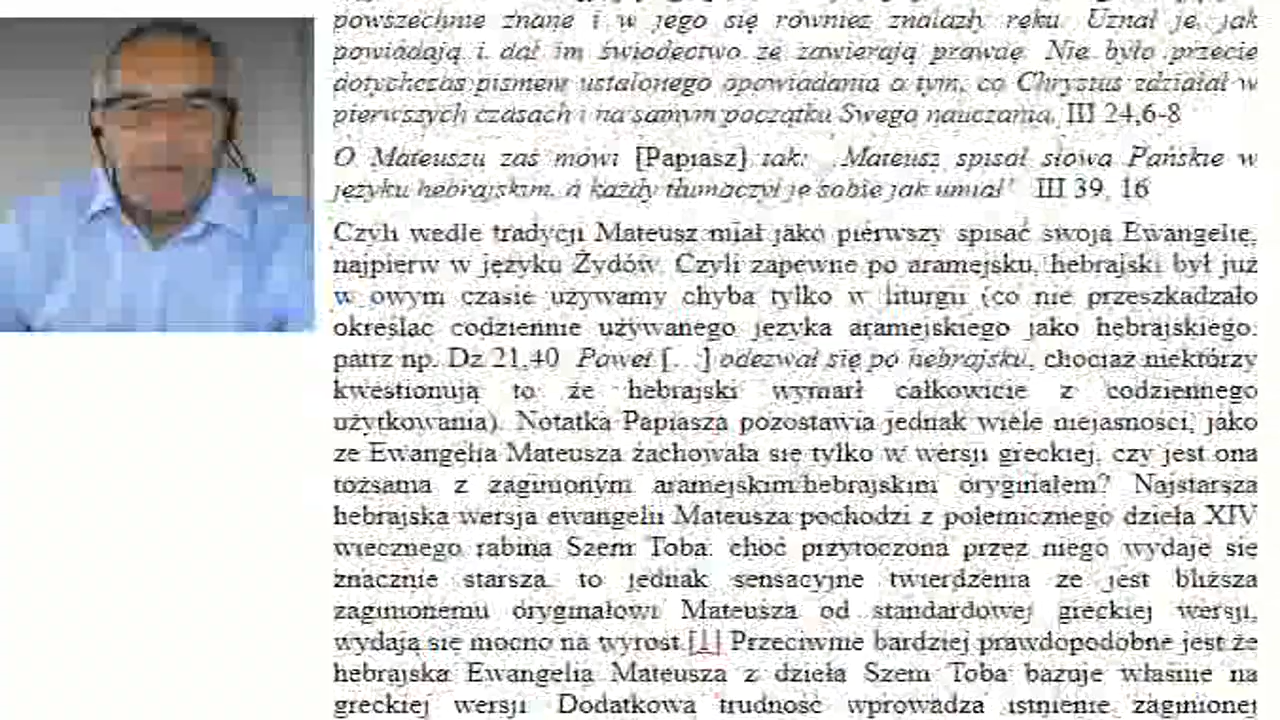 powszechnie znane i w jego się również znalazły ręku. Uznał je, jak
powiadają i dał im świadectwo że zawierają prawdę. Nie było przecie
dotychczas pismem ustalonego opowiadania o tym, co Chrystus zdziałał w
pierwszych czasach i na samym początku Swego nauczania. III 24,6-8
O Mateuszu zaś mówi [Papiasz] tak: „Mateusz spisał słowa Pańskie w
języku hebrajskim, a każdy tłumaczył je sobie jak umiał" III 39, 16
Czyli wedle tradycji Mateusz miał jako pierwszy spisać swoją Ewangelię,
najpierw w języku Żydów. Czyli zapewne po aramejsku, hebrajski był już
w owym czasie używamy chyba tylko w liturgii (co nie przeszkadzało
określać codziennie używanego języka aramejskiego jako hebrajskiego:
patrz np. Dz 21,40 Paweł [...] odezwał się po hebrajsku, chociaż niektórzy
kwestionują to że hebrajski wymarł całkowicie z codziennego
użytkowania). Notatka Papiasza pozostawia jednak wiele niejasności, jako
że Ewangelia Mateusza zachowała się tylko w wersji greckiej, czy jest ona
tożsama z zaginionym aramejskim/hebrajskim oryginałem? Najstarsza
hebrajska wersja ewangelii Mateusza pochodzi z polemicznego dzieła XIV
wiecznego rabina Szem Toba: choć przytoczona przez niego wydaje się
znacznie starsza, to jednak sensacyjne twierdzenia że jest bliższa
zaginionemu oryginałowi Mateusza od standardowej greckiej wersji,
wydają się mocno na wyrost.[1] Przeciwnie bardziej prawdopodobne jest że
hebrajska Ewangelia Mateusza z dzieła Szem Toba bazuje właśnie na
greckiej wersji. Dodatkową trudność wprowadza istnienie zaginionej